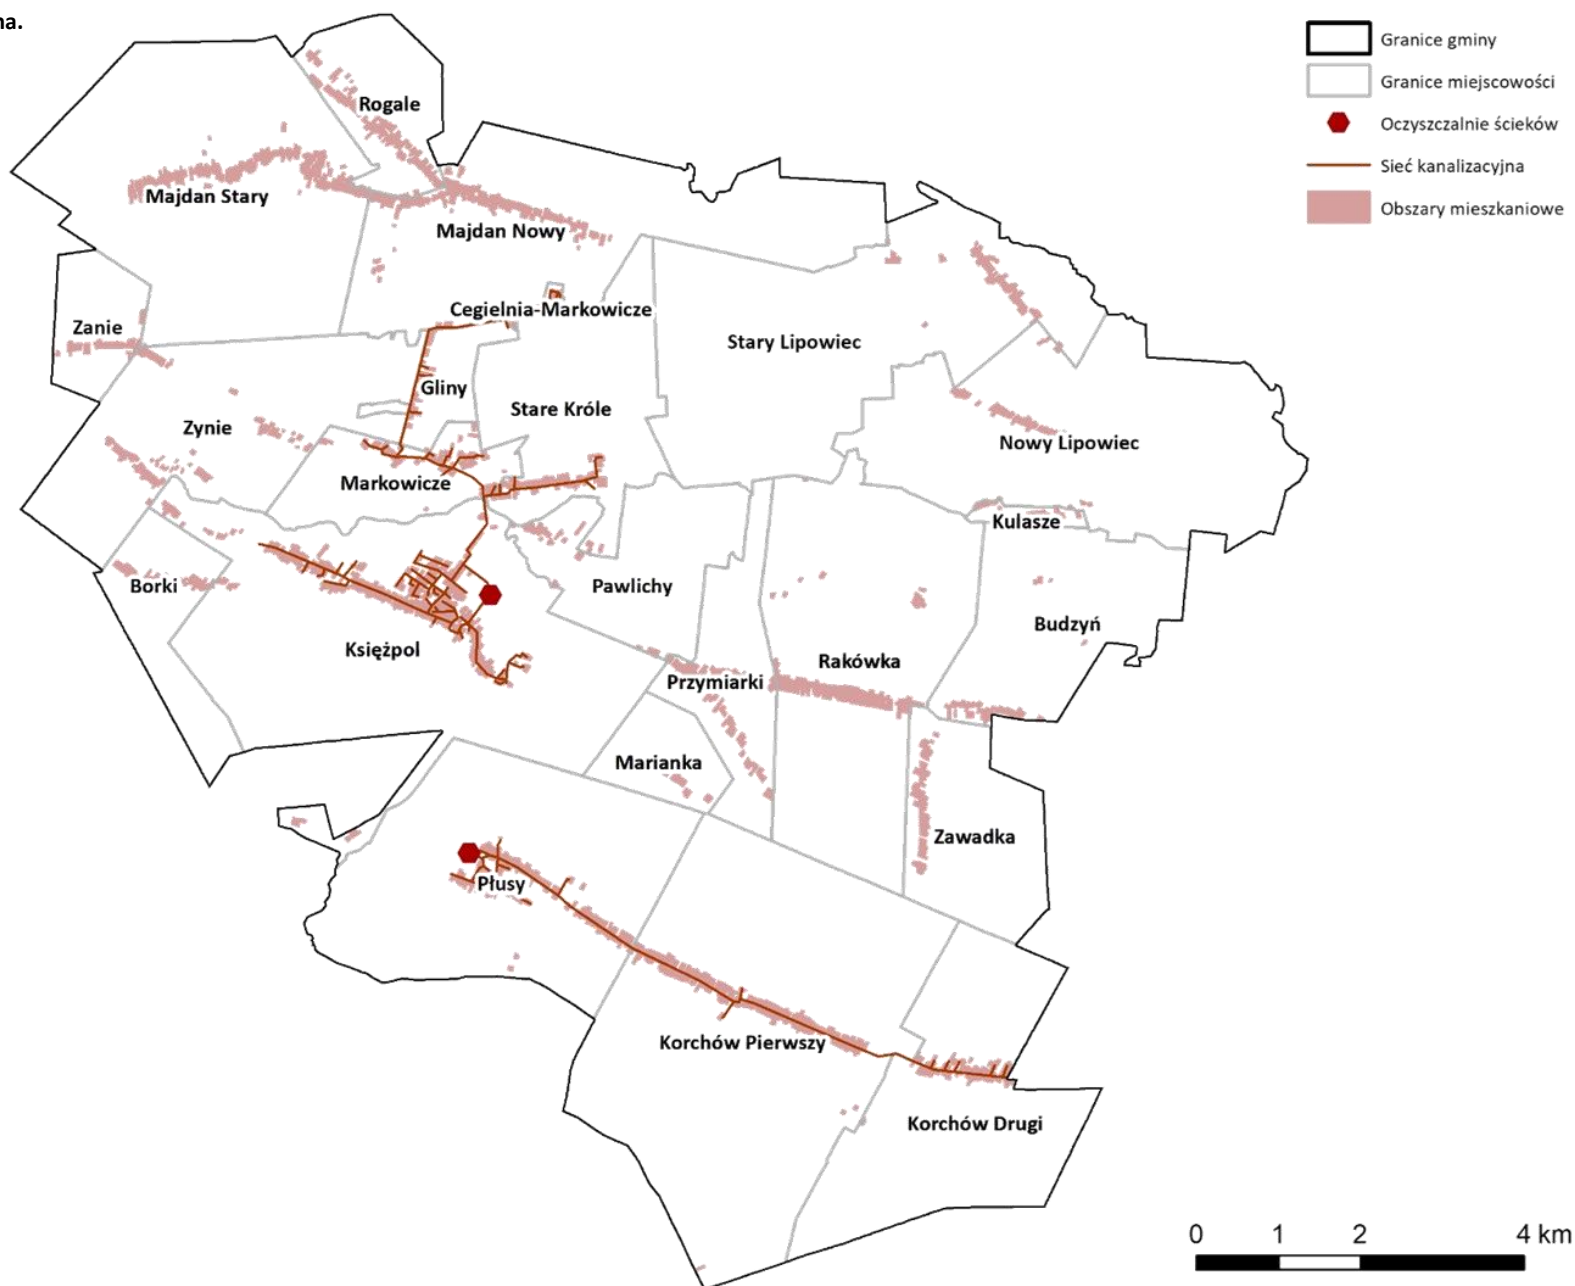 na.
Granice gminy
Granice miejscowości
Oczyszczalnie ścieków
Sieć kanalizacyjna
Obszary mieszkaniowe
Rogale
Majdan Stary
Majdan Nowy
Cegielnia-Markowicze
Zanie
Stary Lipowiec
Gliny
Stare Króle
Zynie
Nowy Lipowiec
Markowicze
Kulasze
Borki
Pawlichy
Budzyń
Księżpol
Rakówka
Przymiarki
Marianka
Zawadka
Płusy
Korchów Pierwszy
Korchów Drugi
0 1 2 4 km